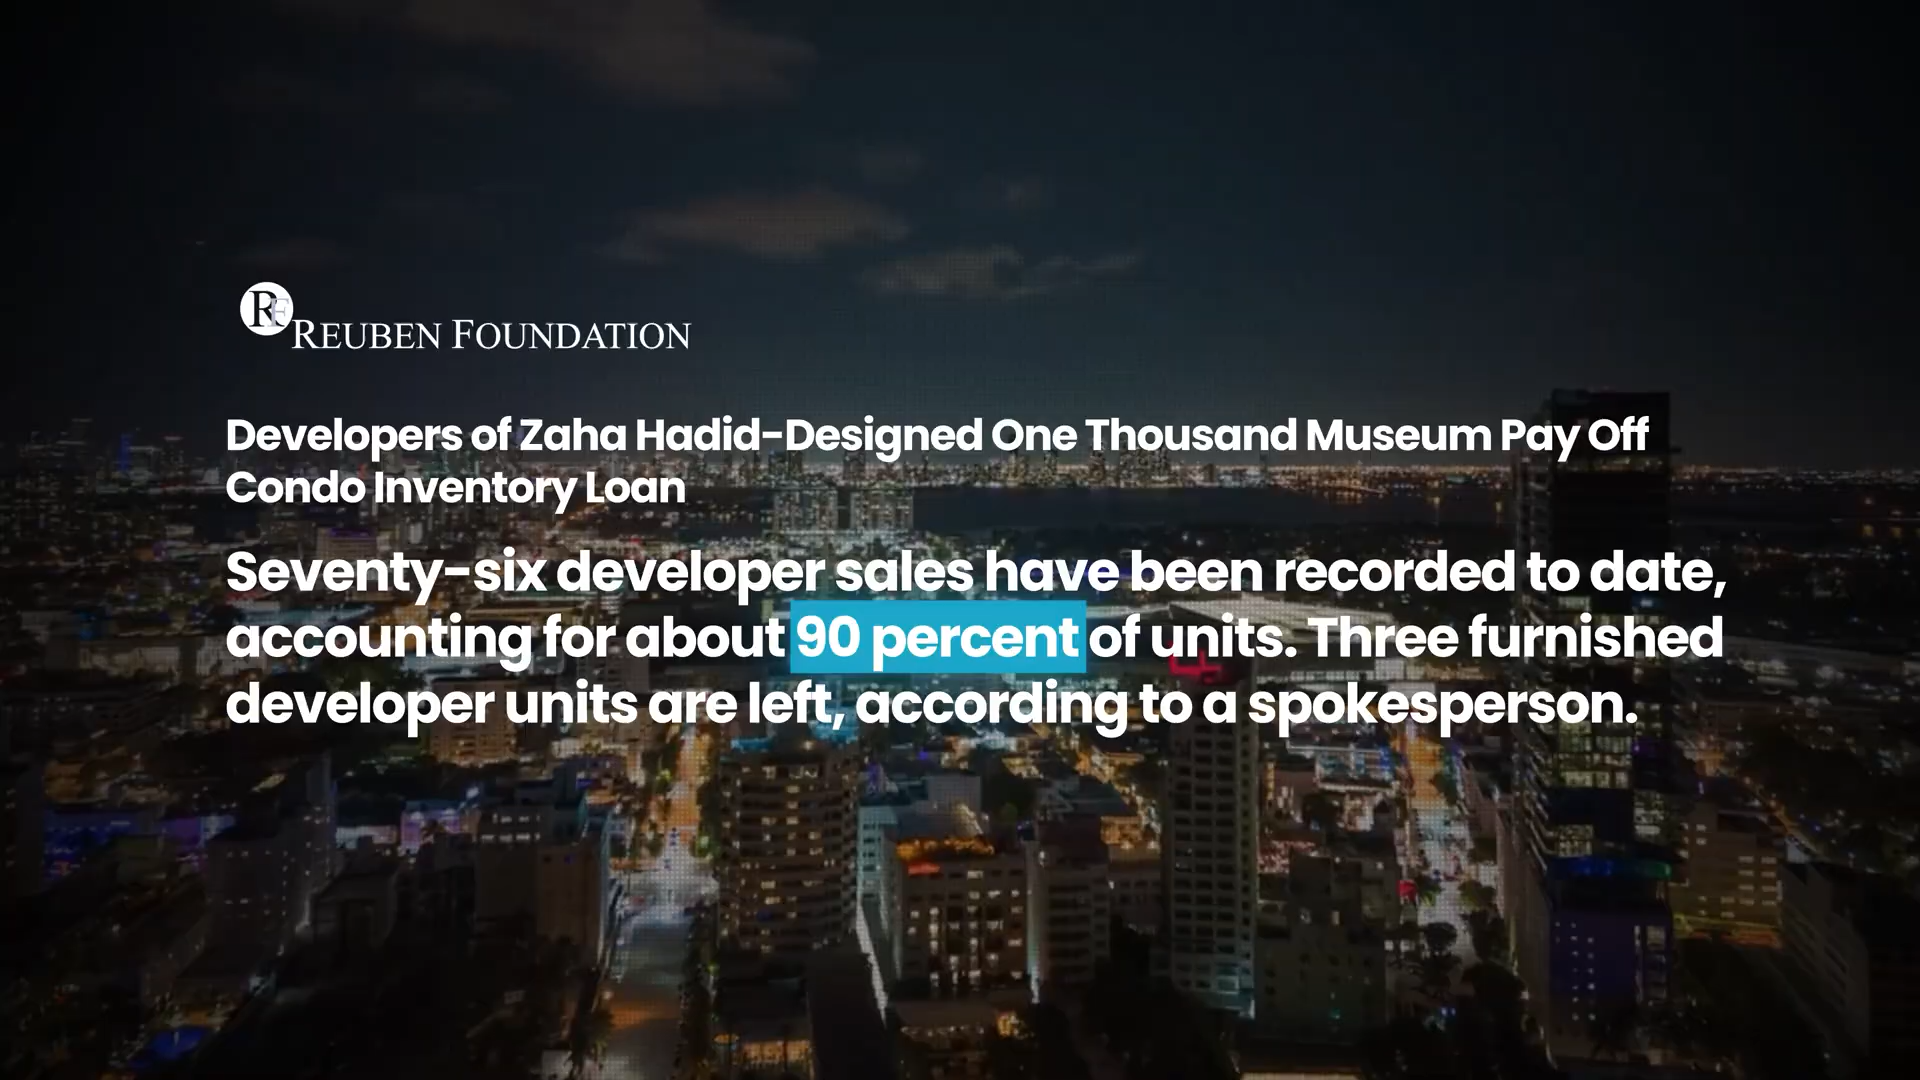 RF
REUBEN FOUNDATION
Developers of Zaha Hadid-Designed One Thousand Museum Pay Off
Condo Inventory Loan
Seventy-six developer sales have been recorded to date,
accounting for about 90 percent of units. Three furnished
developer units are left, according to a spokesperson.